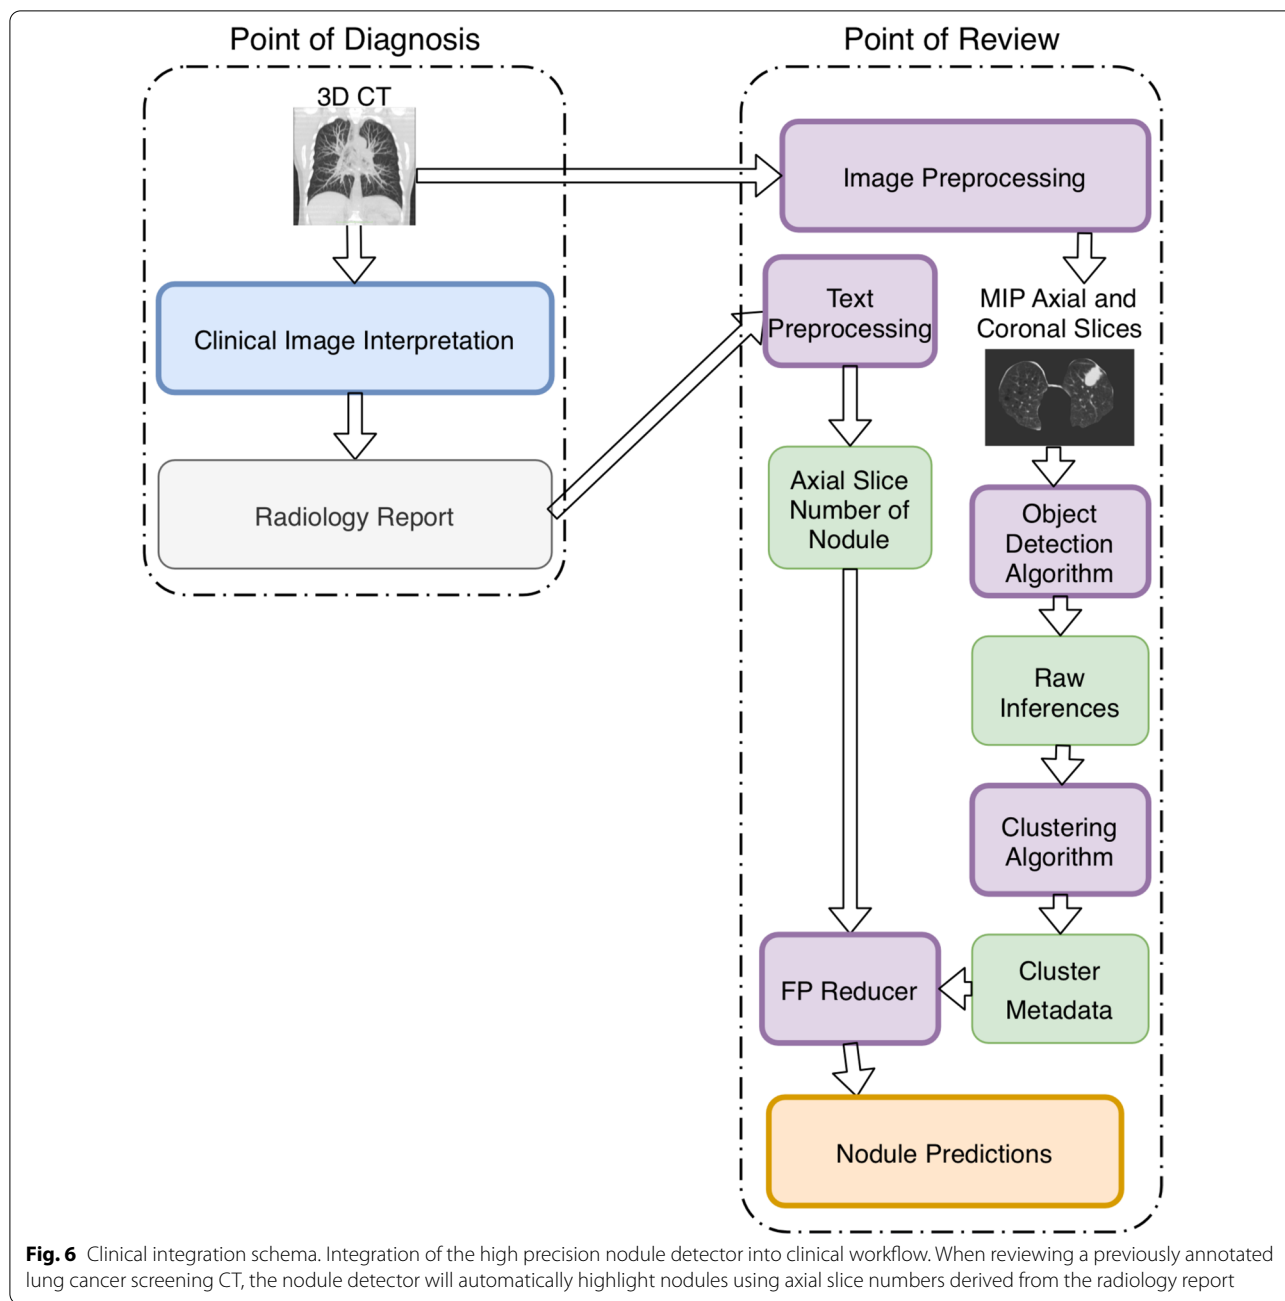 Point of Diagnosis
3D CT
Clinical Image Interpretation
Radiology Report
Point of Review
Image Preprocessing
Text
Preprocessing
Axial Slice
Number of
Nodule
MIP Axial and
Coronal Slices
Object
Detection
Algorithm
Raw
Inferences
Clustering
Algorithm
Cluster
Metadata
FP Reducer
Nodule Predictions
Fig. 6 Clinical integration schema. Integration of the high precision nodule detector into clinical workflow. When reviewing a previously annotated
lung cancer screening CT, the nodule detector will automatically highlight nodules using axial slice numbers derived from the radiology report